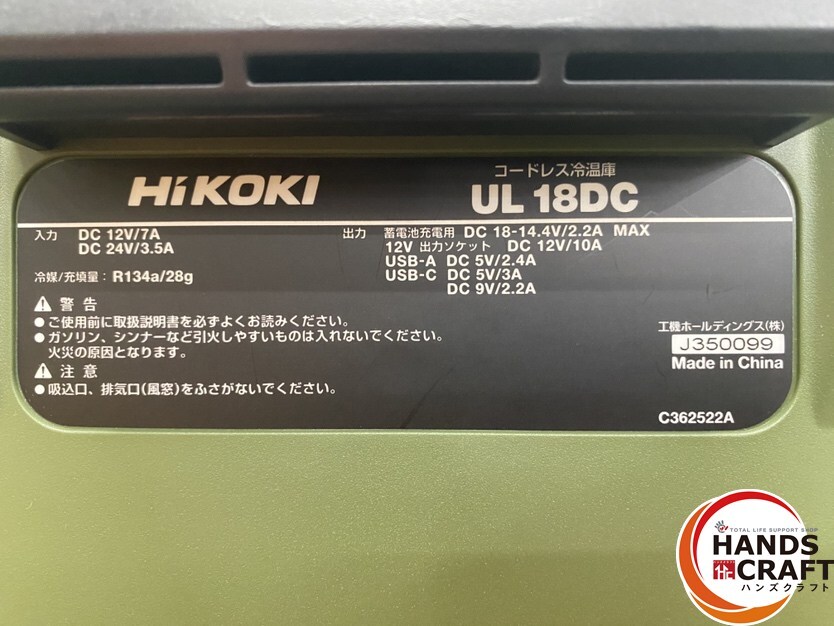 HiKOKI
コードレス冷温庫
UL 18DC
入力 DC 12V/7A
DC 24V/3.5A
冷媒/充填量：R134a/28g
出力 蓄電池充電用 DC 18-14.4V/2.2A MAX
12V 出力ソケット DC 12V/10A
USB-A DC 5V/2.4A
USB-C DC 5V/3A
DC 9V/2.2A
警告
●ご使用前に取扱説明書を必ずよくお読みください。
●ガソリン、シンナーなど引火しやすいものは入れないでください。
火災の原因となります。
注意
●吸込口、排気口(風窓)をふさがないでください。
工機ホールディングス(株)
J350099
Made in China
C362522A
TOTAL LIFE SUPPORT SHOP
HANDS
CRAFT
ハンズクラフト